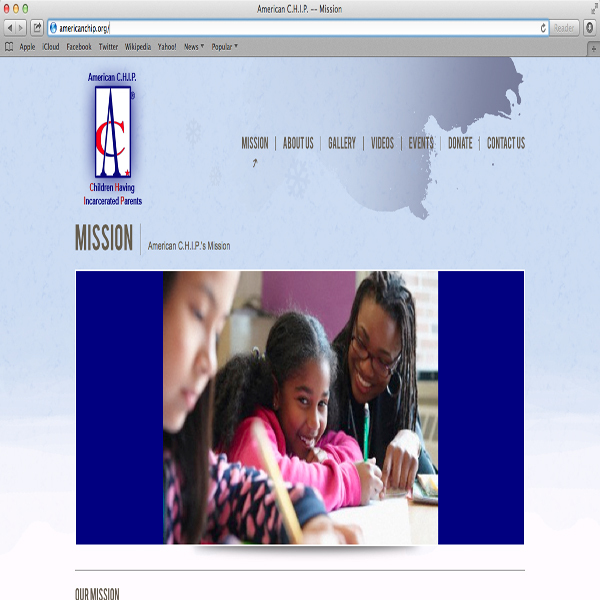 American C.H.I.P. –– Mission
americanchip.org/
Reader
Apple iCloud Facebook Twitter Wikipedia Yahoo! News Popular
American C.H.I.P.
®
A C
Children Having
Incarcerated Parents
MISSION ABOUT US GALLERY VIDEOS EVENTS DONATE CONTACT US
MISSION American C.H.I.P.'s Mission
OUR MISSION